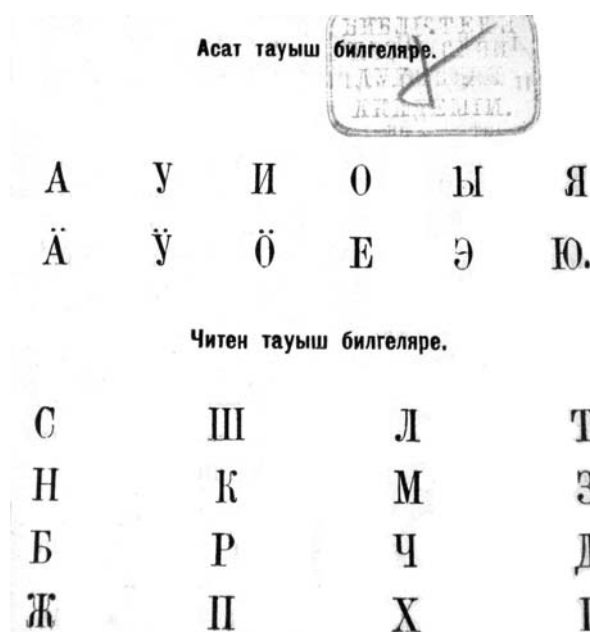 Асат тауыш билгеляре.
А У И О Ы Я
Ӓ Ӱ Ӧ Е Э Ю.
Читен тауыш билгеляре.
С Ш Л Т
Н К М З
Б Р Ч Д
Ж П Х